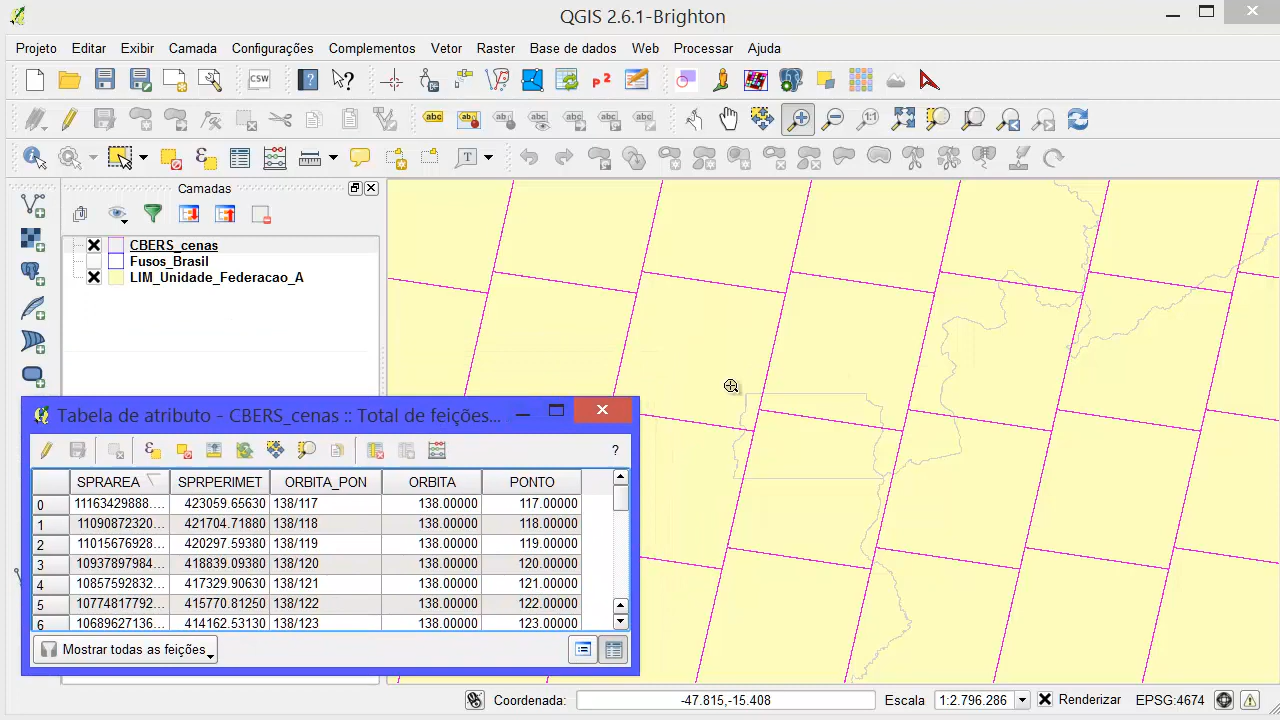 QGIS 2.6.1-Brighton
Projeto Editar Exibir Camada Configurações Complementos Vetor Raster Base de dados Web Processar Ajuda
CSW
abc abc abc abc abc abc abc
Camadas
CBERS_cenas
Fusos_Brasil
LIM_Unidade_Federacao_A
Tabela de atributo - CBERS_cenas :: Total de feições...
?
SPRAREA SPRPERIMET ORBITA_PON ORBITA PONTO
0 11163429888.... 423059.65630 138/117 138.00000 117.00000
1 11090872320.... 421704.71880 138/118 138.00000 118.00000
2 11015676928.... 420297.59380 138/119 138.00000 119.00000
3 10937897984.... 418839.09380 138/120 138.00000 120.00000
4 10857592832.... 417329.90630 138/121 138.00000 121.00000
5 10774817792.... 415770.81250 138/122 138.00000 122.00000
6 10689627136.... 414162.53130 138/123 138.00000 123.00000
Mostrar todas as feições
Coordenada: -47.815,-15.408 Escala 1:2.796.286 Renderizar EPSG:4674